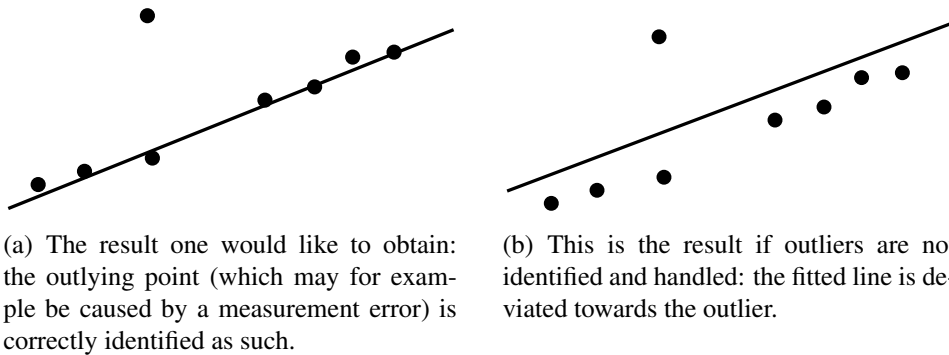 (a) The result one would like to obtain:
the outlying point (which may for exam-
ple be caused by a measurement error) is
correctly identified as such.
(b) This is the result if outliers are no
identified and handled: the fitted line is de-
viated towards the outlier.